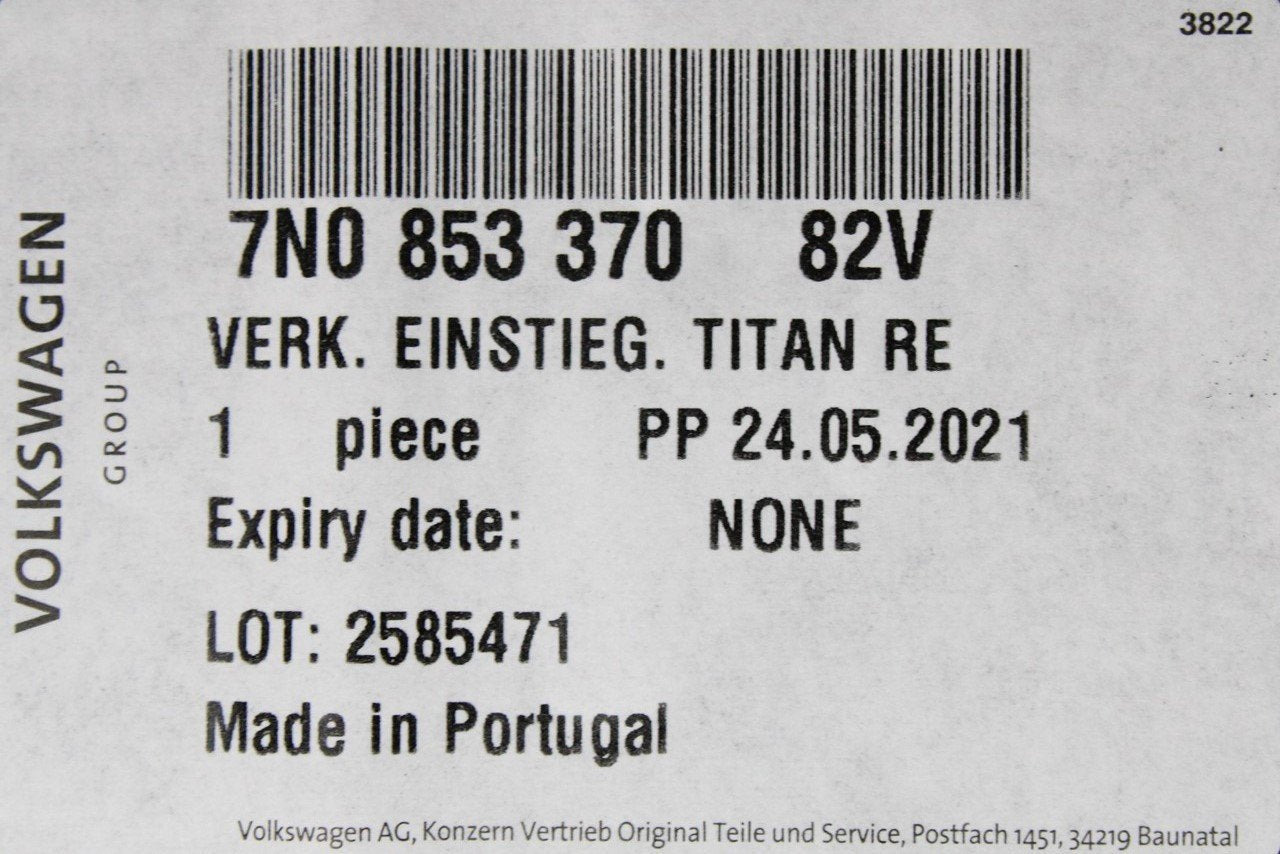 3822
7N0 853 370 82V
VERK. EINSTIEG. TITAN RE
1 piece PP 24.05.2021
Expiry date: NONE
LOT: 2585471
Made in Portugal
VOLKSWAGEN
GROUP
Volkswagen AG, Konzern Vertrieb Original Teile und Service, Postfach 1451, 34219 Baunatal